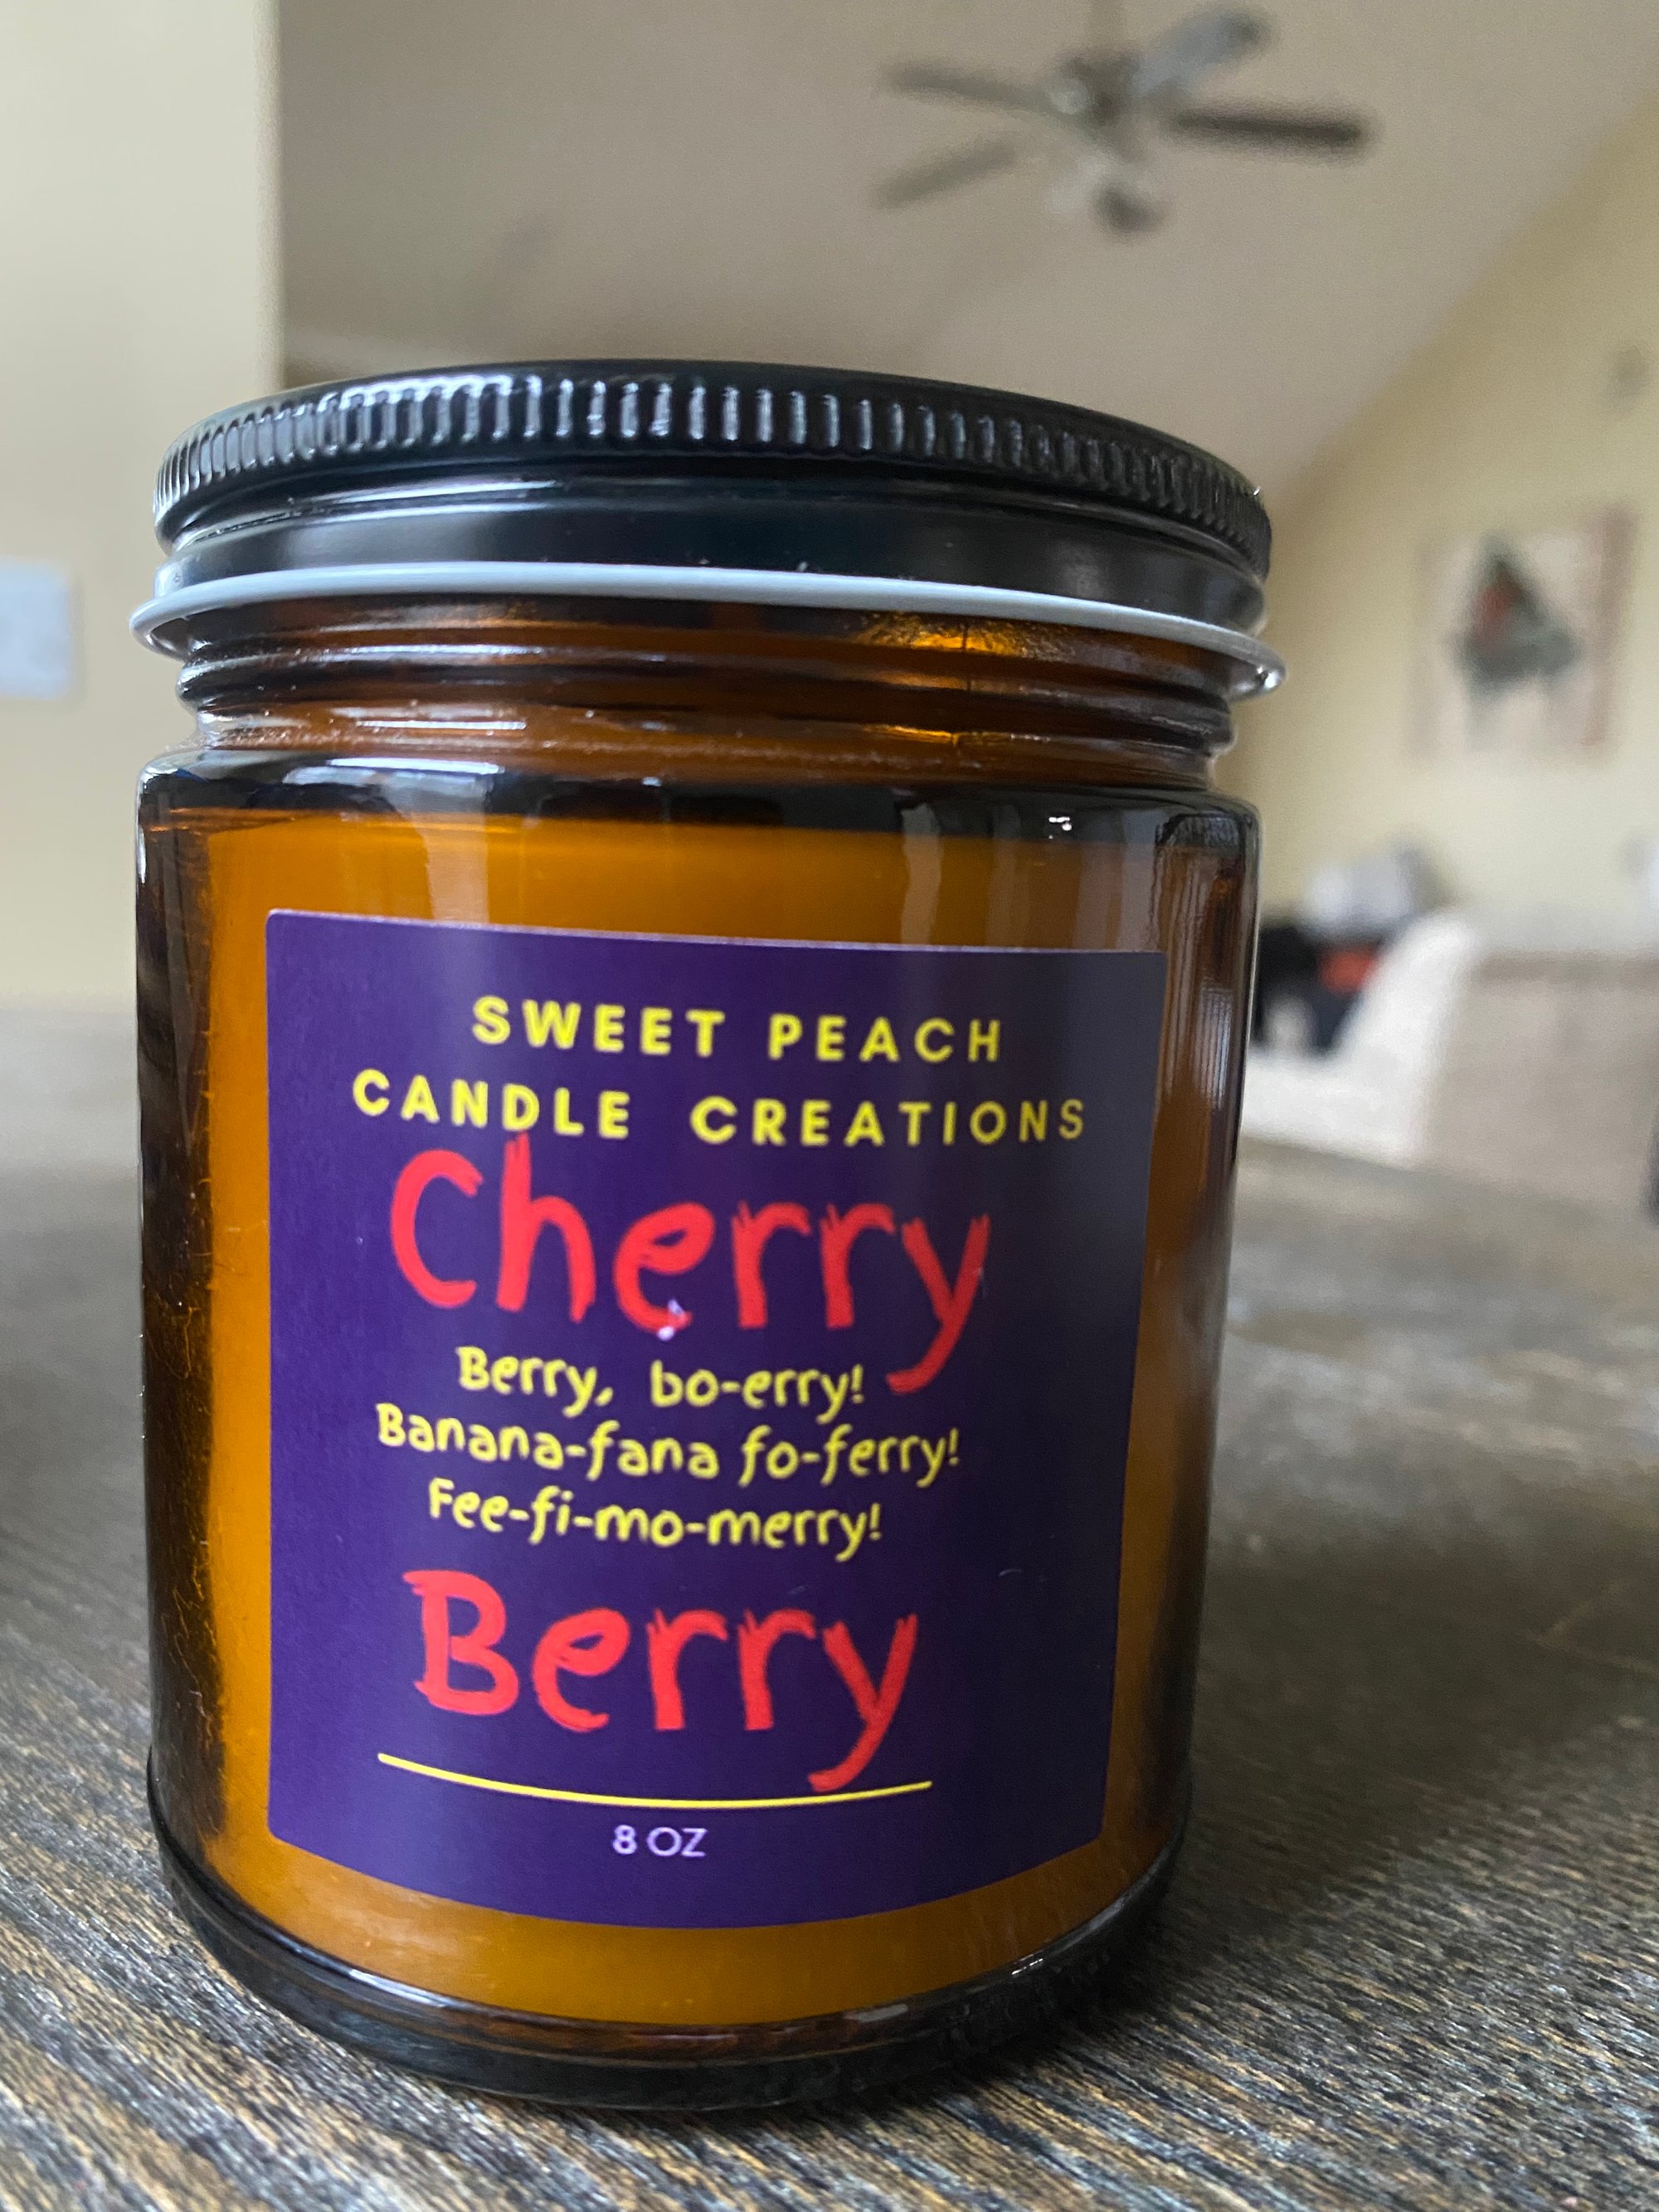 SWEET PEACH
CANDLE CREATIONS
Cherry
Berry, bo-erry!
Banana-fana fo-ferry!
Fee-fi-mo-merry!
Berry
8 OZ